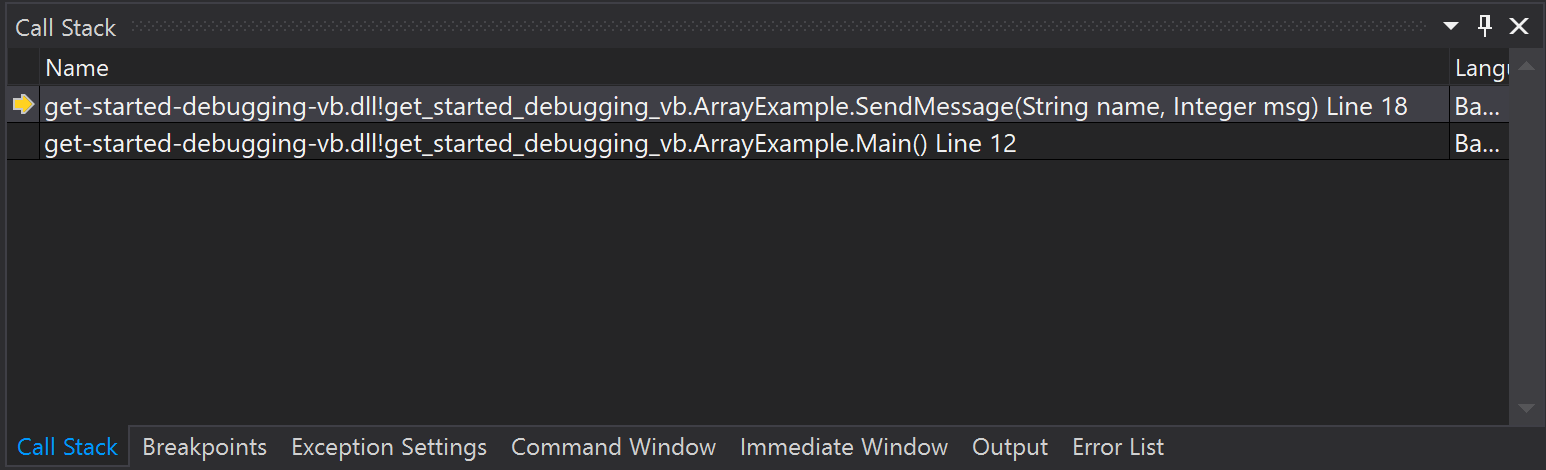 Call Stack
Name Langu
get-started-debugging-vb.dll!get_started_debugging_vb.ArrayExample.SendMessage(String name, Integer msg) Line 18 Ba...
get-started-debugging-vb.dll!get_started_debugging_vb.ArrayExample.Main() Line 12 Ba...
Call Stack Breakpoints Exception Settings Command Window Immediate Window Output Error List